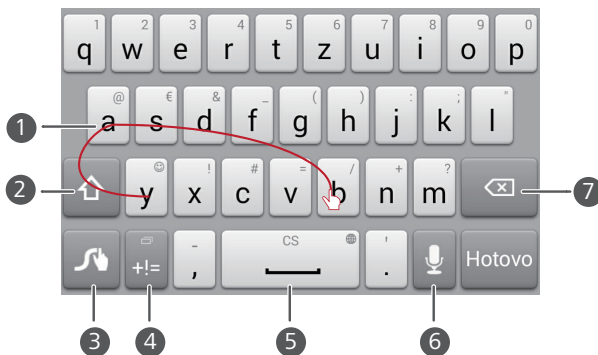 1 2 3 4 5 6 7 8 9 0
q w e r t z u i o p
@ € & _ ( ) : ; "
1 a s d f g h j k l
☺ ! # = / + ?
2 y x c v b n m 7
- CS '
+!= , . Hotovo
3 4 5 6